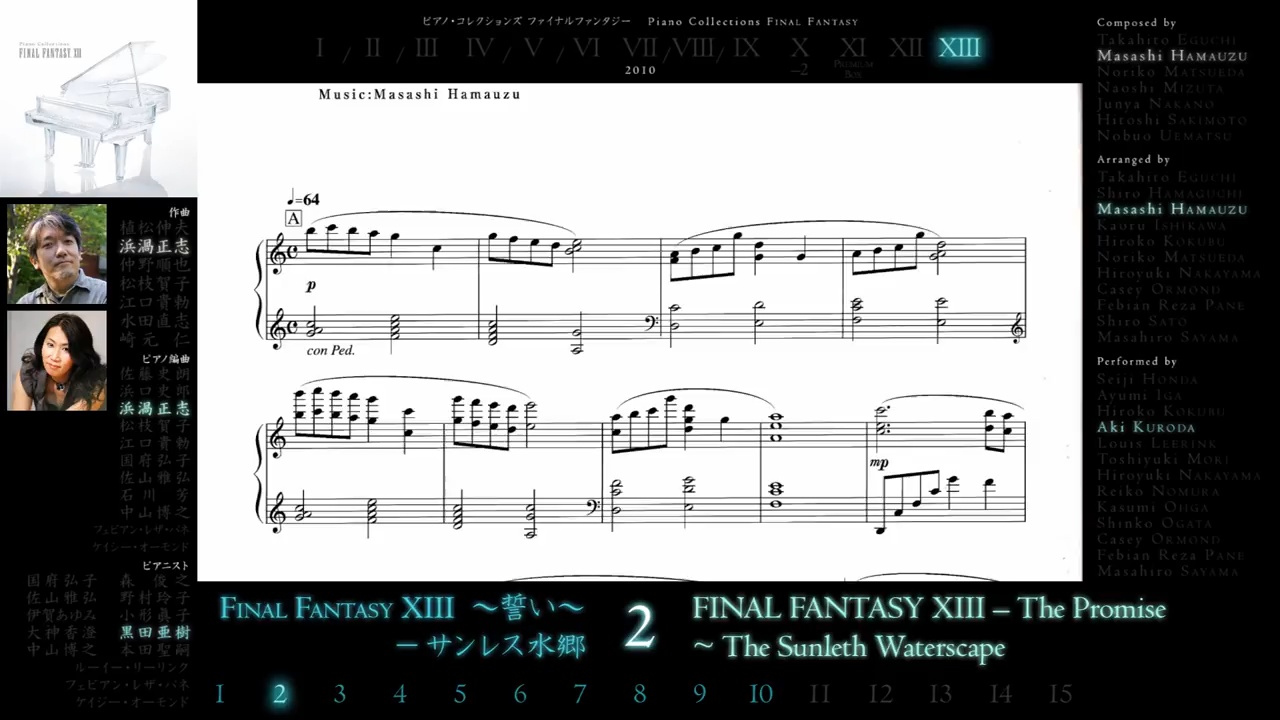 ピアノ・コレクションズ ファイナルファンタジー Piano Collections FINAL FANTASY
I / II / III / IV / V / VI / VII / VIII / IX X XI XII XIII
–2 PREMIUM BOX
2010
Piano Collections
FINAL FANTASY XIII
Music:Masashi Hamauzu
♩=64
A
p
con Ped.
mp
作曲
植松伸夫
浜渦正志
仲野順也
松枝賀子
江口貴勅
水田直志
崎元 仁
ピアノ編曲
佐藤史朗
浜口史郎
浜渦正志
松枝賀子
江口貴勅
国府弘子
佐山雅弘
石川 芳
中山博之
フェビアン・レザ・パネ
ケイシー・オーモンド
ピアニスト
国府弘子 森 俊之
佐山雅弘 野村玲子
伊賀あゆみ 小形眞子
大神香澄 黒田亜樹
中山博之 本田聖嗣
ルーイー・リーリンク
フェビアン・レザ・パネ
ケイジー・オーモンド
Composed by
Takahiro EGUCHI
Masashi HAMAUZU
Noriko MATSUEDA
Naoshi MIZUTA
Junya NAKANO
Hitoshi SAKIMOTO
Nobuo UEMATSU
Arranged by
Takahiro EGUCHI
Shiro HAMAGUCHI
Masashi HAMAUZU
Kaoru ISHIKAWA
Hiroko KOKUBU
Noriko MATSUEDA
Hiroyuki NAKAYAMA
Casey ORMOND
Febian Reza PANE
Shiro SATO
Masahiro SAYAMA
Performed by
Seiji HONDA
Ayumi IGA
Hiroko KOKUBU
Aki KURODA
Louis LEERINK
Toshiyuki MORI
Hiroyuki NAKAYAMA
Reiko NOMURA
Kasumi OHGA
Shinko OGATA
Casey ORMOND
Febian Reza PANE
Masahiro SAYAMA
FINAL FANTASY XIII ～誓い～
－サンレス水郷
2
FINAL FANTASY XIII – The Promise
~ The Sunleth Waterscape
1 2 3 4 5 6 7 8 9 10 11 12 13 14 15